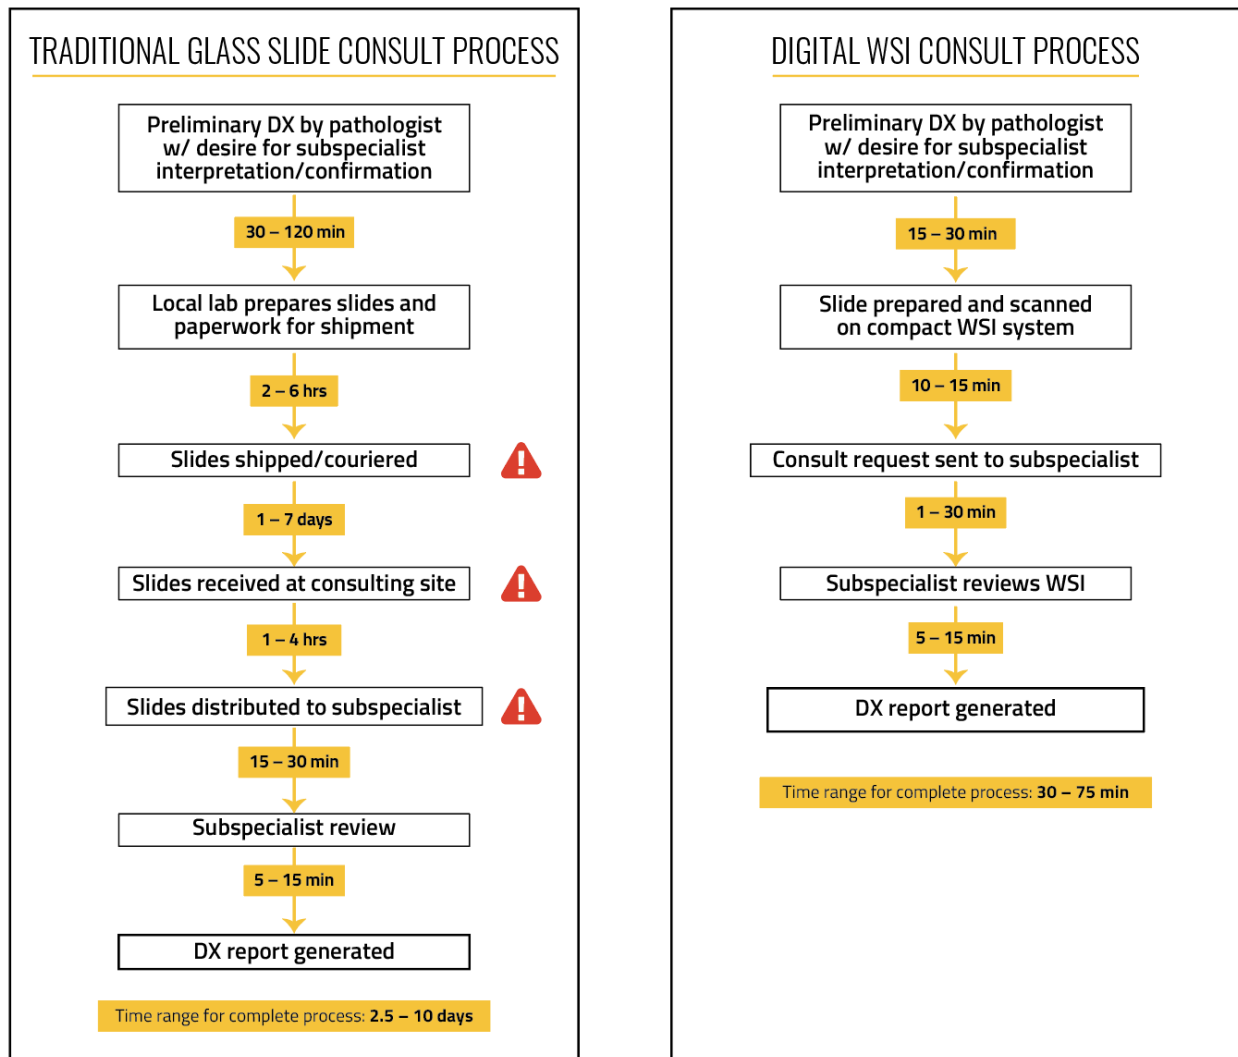 TRADITIONAL GLASS SLIDE CONSULT PROCESS
Preliminary DX by pathologist
w/ desire for subspecialist
interpretation/confirmation
30 – 120 min
Local lab prepares slides and
paperwork for shipment
2 – 6 hrs
Slides shipped/couriered
!
1 – 7 days
Slides received at consulting site
!
1 – 4 hrs
Slides distributed to subspecialist
!
15 – 30 min
Subspecialist review
5 – 15 min
DX report generated
Time range for complete process: 2.5 – 10 days
DIGITAL WSI CONSULT PROCESS
Preliminary DX by pathologist
w/ desire for subspecialist
interpretation/confirmation
15 – 30 min
Slide prepared and scanned
on compact WSI system
10 – 15 min
Consult request sent to subspecialist
1 – 30 min
Subspecialist reviews WSI
5 – 15 min
DX report generated
Time range for complete process: 30 – 75 min